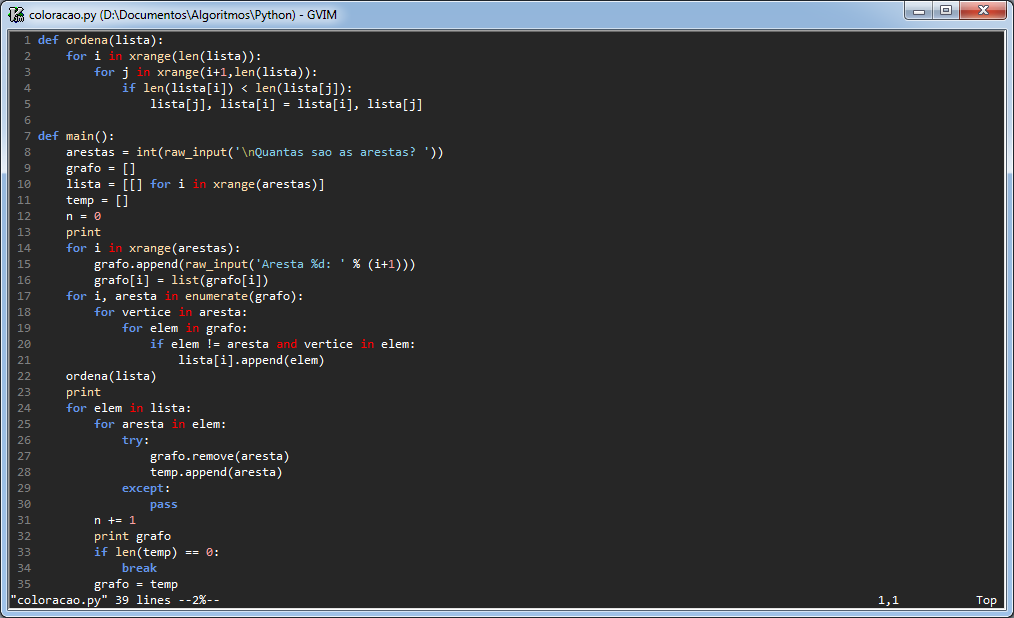 coloracao.py (D:\Documentos\Algoritmos\Python) - GVIM
1 def ordena(lista):
2     for i in xrange(len(lista)):
3         for j in xrange(i+1,len(lista)):
4             if len(lista[i]) < len(lista[j]):
5                 lista[j], lista[i] = lista[i], lista[j]
6
7 def main():
8     arestas = int(raw_input('\nQuantas sao as arestas? '))
9     grafo = []
10     lista = [[] for i in xrange(arestas)]
11     temp = []
12     n = 0
13     print
14     for i in xrange(arestas):
15         grafo.append(raw_input('Aresta %d: ' % (i+1)))
16         grafo[i] = list(grafo[i])
17     for i, aresta in enumerate(grafo):
18         for vertice in aresta:
19             for elem in grafo:
20                 if elem != aresta and vertice in elem:
21                     lista[i].append(elem)
22     ordena(lista)
23     print
24     for elem in lista:
25         for aresta in elem:
26             try:
27                 grafo.remove(aresta)
28                 temp.append(aresta)
29             except:
30                 pass
31         n += 1
32         print grafo
33         if len(temp) == 0:
34             break
35         grafo = temp
"coloracao.py" 39 lines --2%-- 1,1 Top